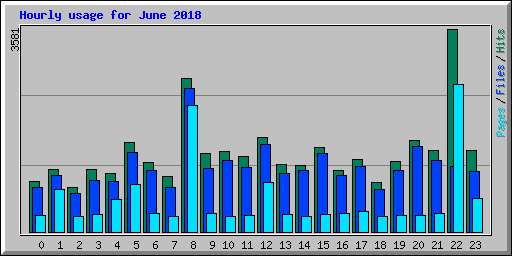 Hourly usage for June 2018
3581
Pages/Files/Hits
0 1 2 3 4 5 6 7 8 9 10 11 12 13 14 15 16 17 18 19 20 21 22 23